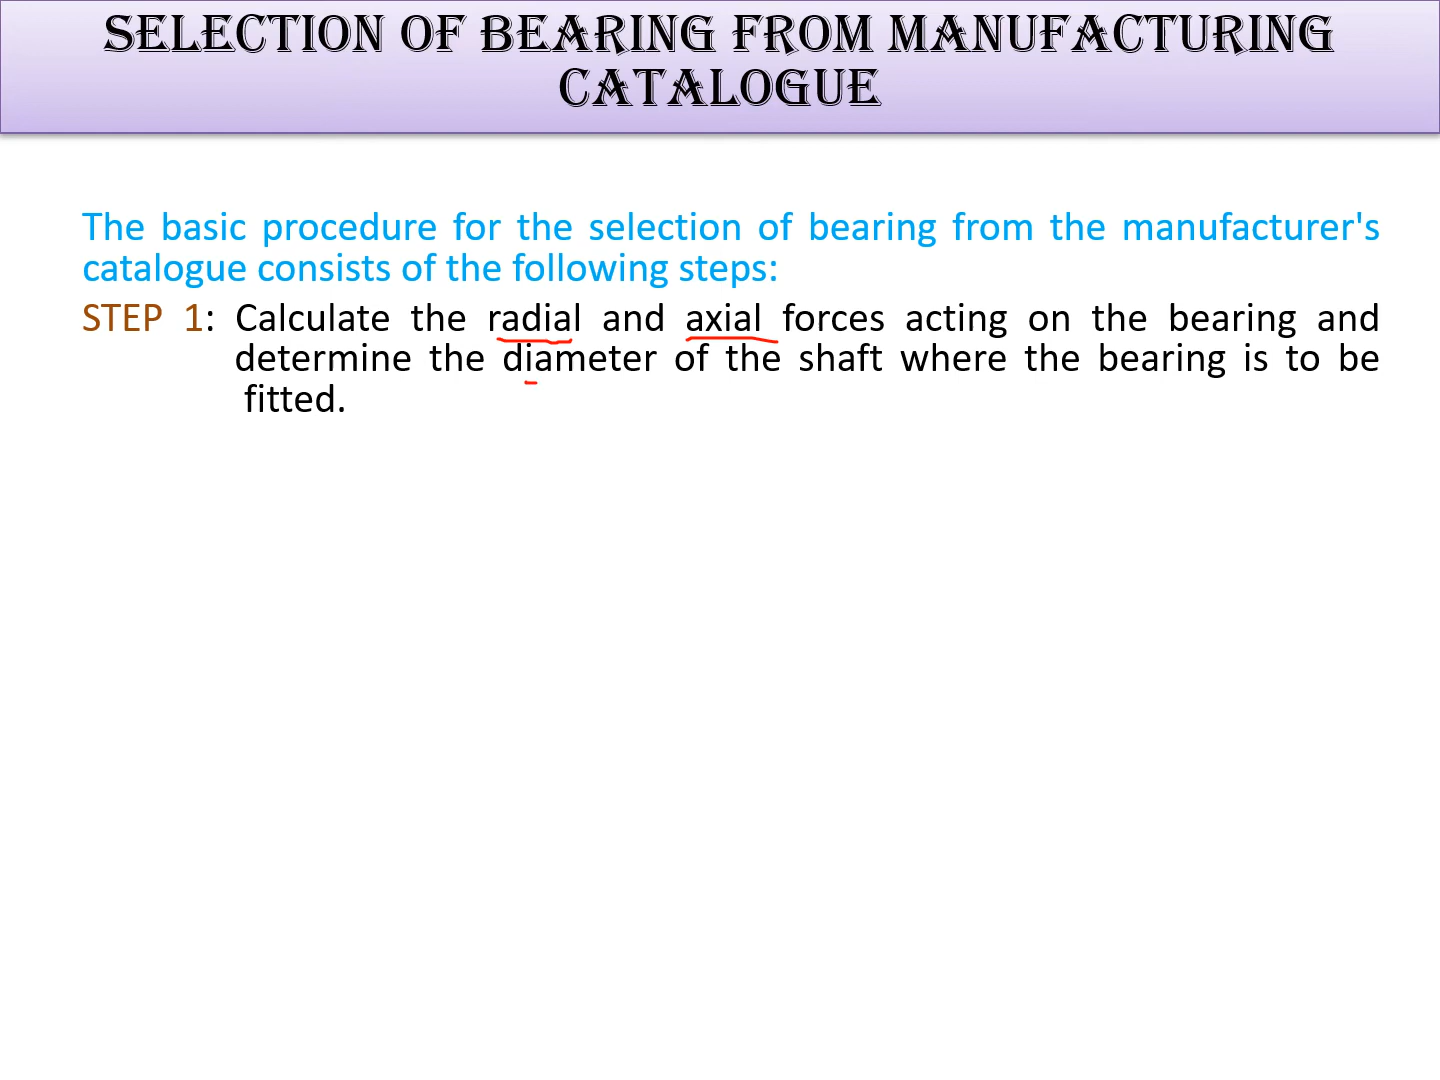 SELECTION OF BEARING FROM MANUFACTURING
CATALOGUE
The basic procedure for the selection of bearing from the manufacturer's
catalogue consists of the following steps:
STEP 1: Calculate the radial and axial forces acting on the bearing and
determine the diameter of the shaft where the bearing is to be
fitted.